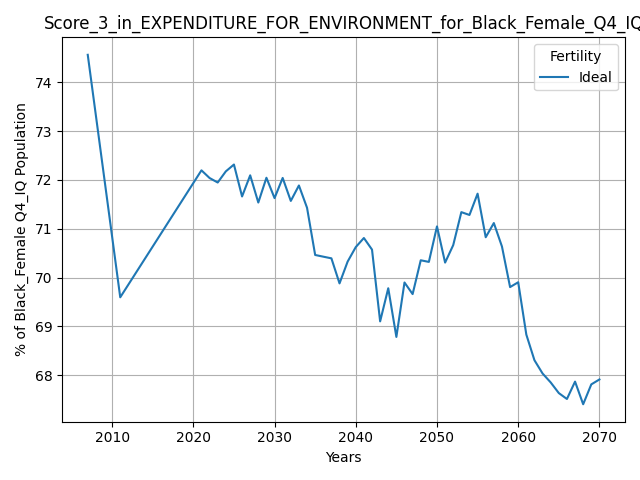 Score_3_in_EXPENDITURE_FOR_ENVIRONMENT_for_Black_Female_Q4_IQ
Fertility
Ideal
74
73
72
71
70
69
68
% of Black_Female Q4_IQ Population
2010 2020 2030 2040 2050 2060 2070
Years